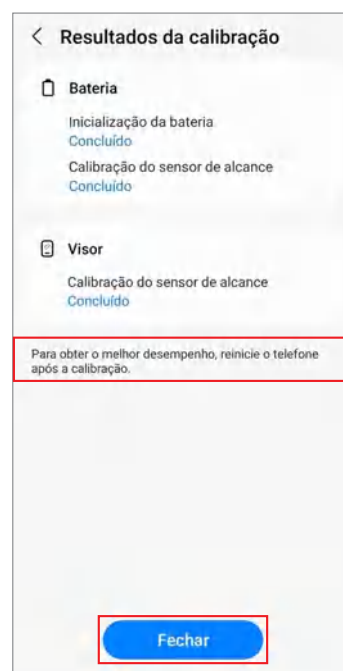 Resultados da calibração
Bateria
Inicialização da bateria
Concluído
Calibração do sensor de alcance
Concluído
Visor
Calibração do sensor de alcance
Concluído
Para obter o melhor desempenho, reinicie o telefone
após a calibração.
Fechar